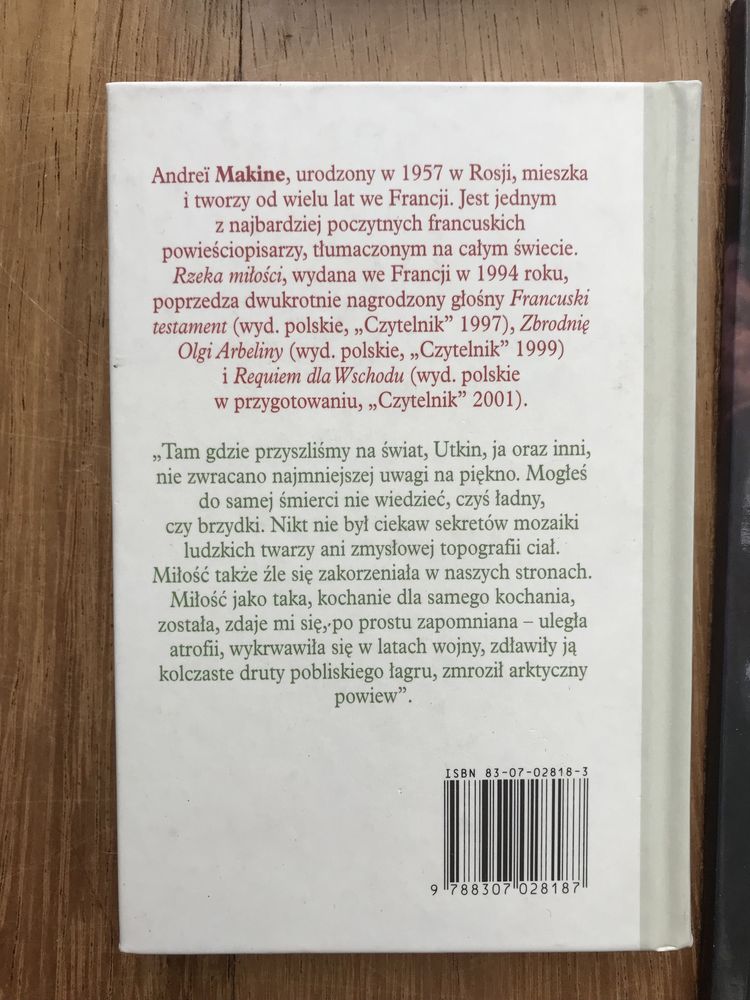 Andreï Makine, urodzony w 1957 w Rosji, mieszka
i tworzy od wielu lat we Francji. Jest jednym
z najbardziej poczytnych francuskich
powieściopisarzy, tłumaczonym na całym świecie.
Rzeka miłości, wydana we Francji w 1994 roku,
poprzedza dwukrotnie nagrodzony głośny Francuski
testament (wyd. polskie, „Czytelnik” 1997), Zbrodnię
Olgi Arbeliny (wyd. polskie, „Czytelnik” 1999)
i Requiem dla Wschodu (wyd. polskie
w przygotowaniu, „Czytelnik” 2001).
„Tam gdzie przyszliśmy na świat, Utkin, ja oraz inni,
nie zwracano najmniejszej uwagi na piękno. Mogłeś
do samej śmierci nie wiedzieć, czyś ładny,
czy brzydki. Nikt nie był ciekaw sekretów mozaiki
ludzkich twarzy ani zmysłowej topografii ciał.
Miłość także źle się zakorzeniała w naszych stronach.
Miłość jako taka, kochanie dla samego kochania,
została, zdaje mi się, po prostu zapomniana – uległa
atrofii, wykrwawiła się w latach wojny, zdławiły ją
kolczaste druty pobliskiego łagru, zmroził arktyczny
powiew”.
ISBN 83-07-02818-3
9 788307 028187